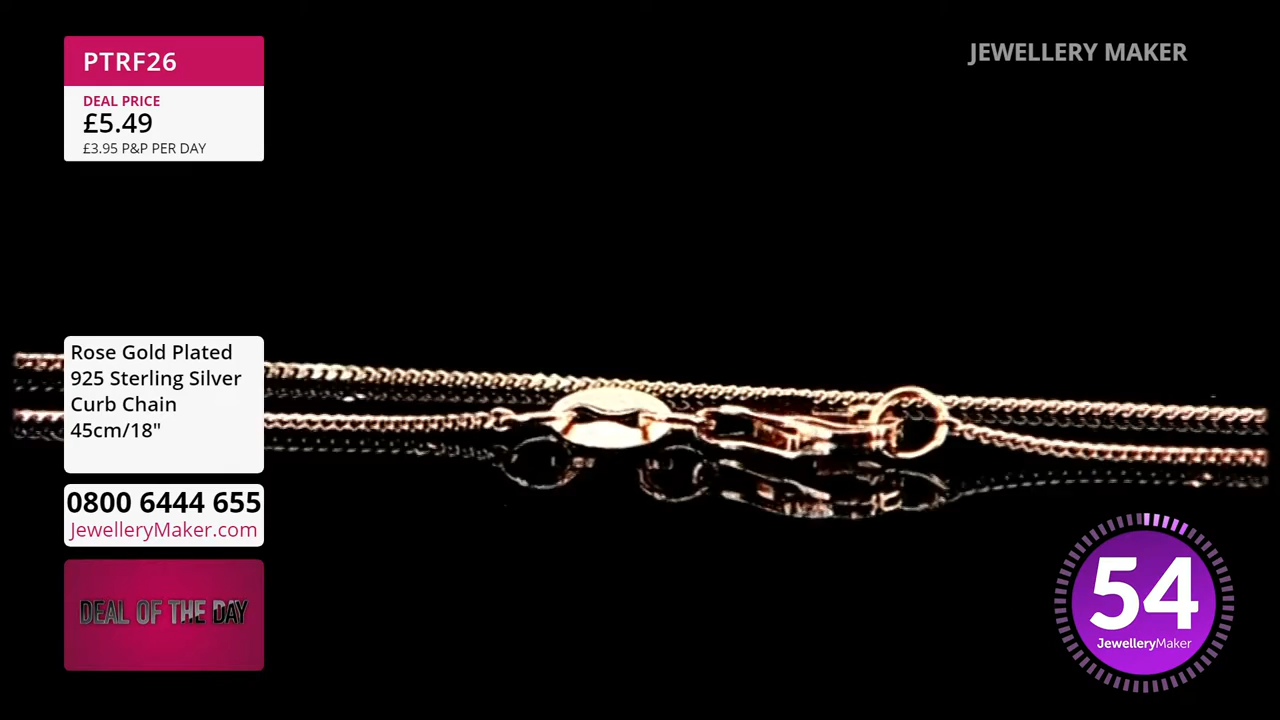 PTRF26
DEAL PRICE
£5.49
£3.95 P&P PER DAY
JEWELLERY MAKER
Rose Gold Plated
925 Sterling Silver
Curb Chain
45cm/18"
0800 6444 655
JewelleryMaker.com
DEAL OF THE DAY
54
JewelleryMaker